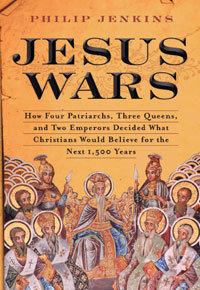 PHILIP JENKINS
JESUS
WARS
How Four Patriarchs, Three Queens,
and Two Emperors Decided What
Christians Would Believe for the
Next 1,500 Years